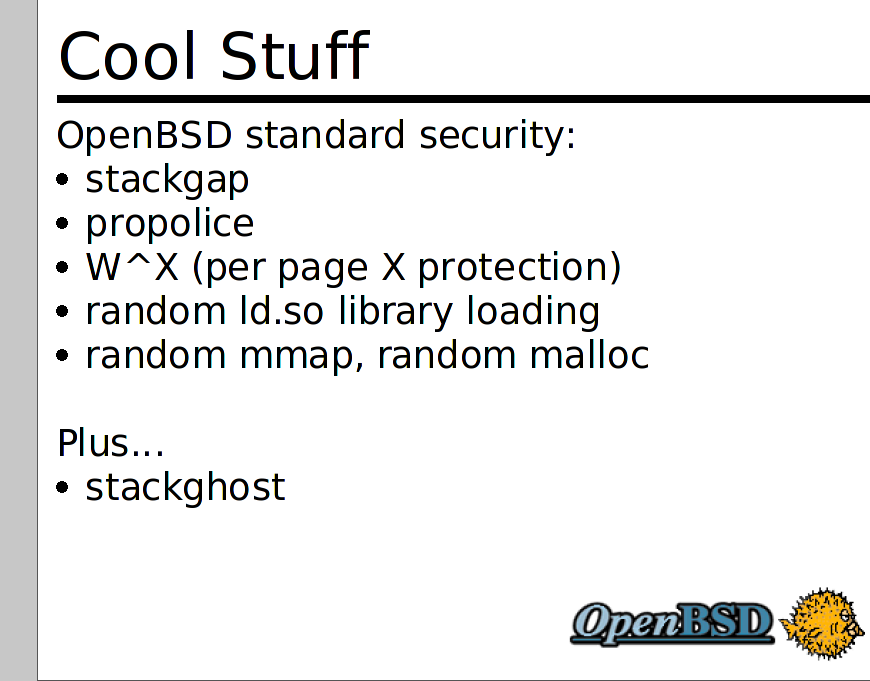 Cool Stuff
OpenBSD standard security:
• stackgap
• propolice
• W^X (per page X protection)
• random ld.so library loading
• random mmap, random malloc
Plus...
• stackghost
OpenBSD